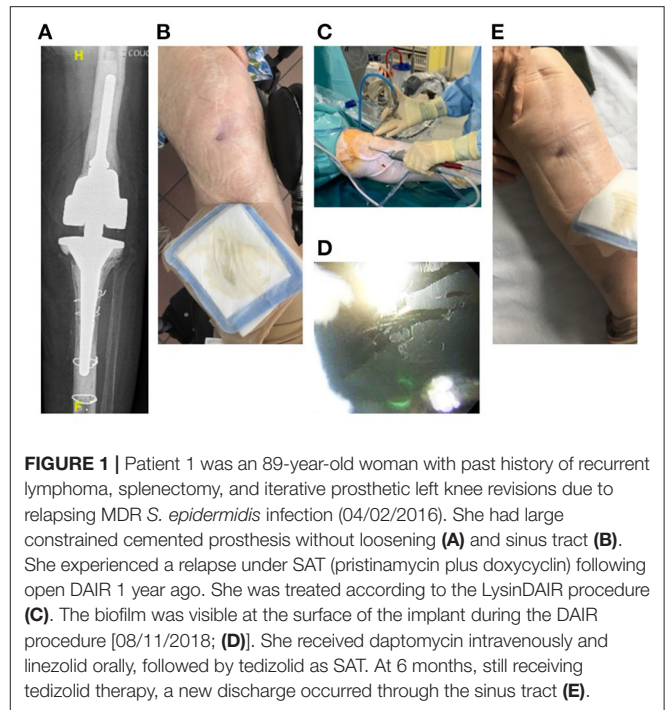 A
B
C
E
H
COUC
D
F
FIGURE 1 | Patient 1 was an 89-year-old woman with past history of recurrent
lymphoma, splenectomy, and iterative prosthetic left knee revisions due to
relapsing MDR S. epidermidis infection (04/02/2016). She had large
constrained cemented prosthesis without loosening (A) and sinus tract (B).
She experienced a relapse under SAT (pristinamycin plus doxycyclin) following
open DAIR 1 year ago. She was treated according to the LysinDAIR procedure
(C). The biofilm was visible at the surface of the implant during the DAIR
procedure [08/11/2018; (D)]. She received daptomycin intravenously and
linezolid orally, followed by tedizolid as SAT. At 6 months, still receiving
tedizolid therapy, a new discharge occurred through the sinus tract (E).